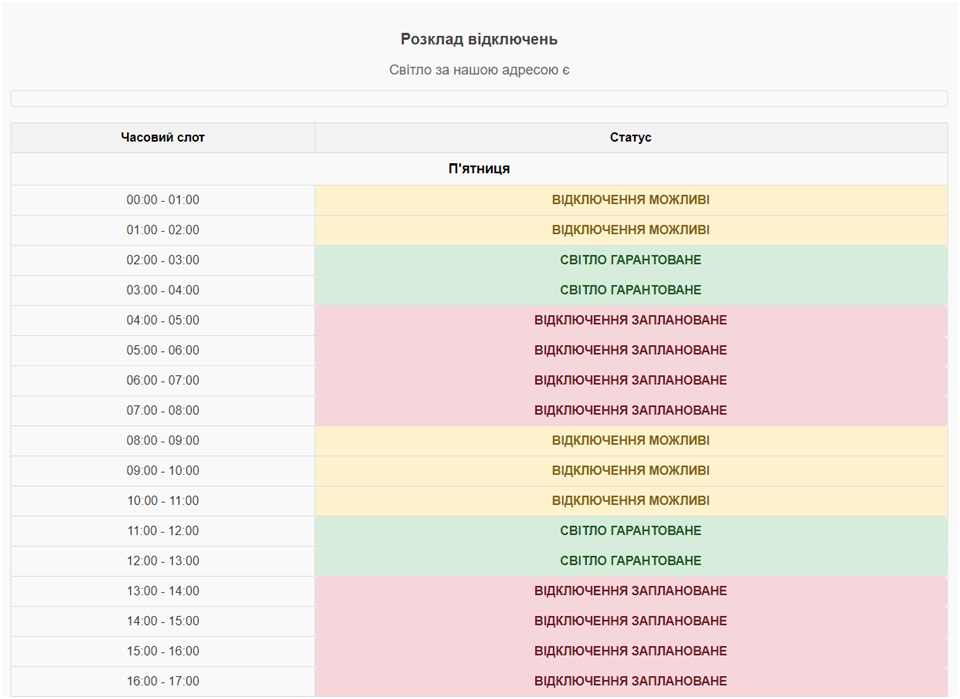 Розклад відключень
Світло за нашою адресою є
Часовий слот Статус
П'ятниця
00:00 - 01:00 ВІДКЛЮЧЕННЯ МОЖЛИВІ
01:00 - 02:00 ВІДКЛЮЧЕННЯ МОЖЛИВІ
02:00 - 03:00 СВІТЛО ГАРАНТОВАНЕ
03:00 - 04:00 СВІТЛО ГАРАНТОВАНЕ
04:00 - 05:00 ВІДКЛЮЧЕННЯ ЗАПЛАНОВАНЕ
05:00 - 06:00 ВІДКЛЮЧЕННЯ ЗАПЛАНОВАНЕ
06:00 - 07:00 ВІДКЛЮЧЕННЯ ЗАПЛАНОВАНЕ
07:00 - 08:00 ВІДКЛЮЧЕННЯ ЗАПЛАНОВАНЕ
08:00 - 09:00 ВІДКЛЮЧЕННЯ МОЖЛИВІ
09:00 - 10:00 ВІДКЛЮЧЕННЯ МОЖЛИВІ
10:00 - 11:00 ВІДКЛЮЧЕННЯ МОЖЛИВІ
11:00 - 12:00 СВІТЛО ГАРАНТОВАНЕ
12:00 - 13:00 СВІТЛО ГАРАНТОВАНЕ
13:00 - 14:00 ВІДКЛЮЧЕННЯ ЗАПЛАНОВАНЕ
14:00 - 15:00 ВІДКЛЮЧЕННЯ ЗАПЛАНОВАНЕ
15:00 - 16:00 ВІДКЛЮЧЕННЯ ЗАПЛАНОВАНЕ
16:00 - 17:00 ВІДКЛЮЧЕННЯ ЗАПЛАНОВАНЕ